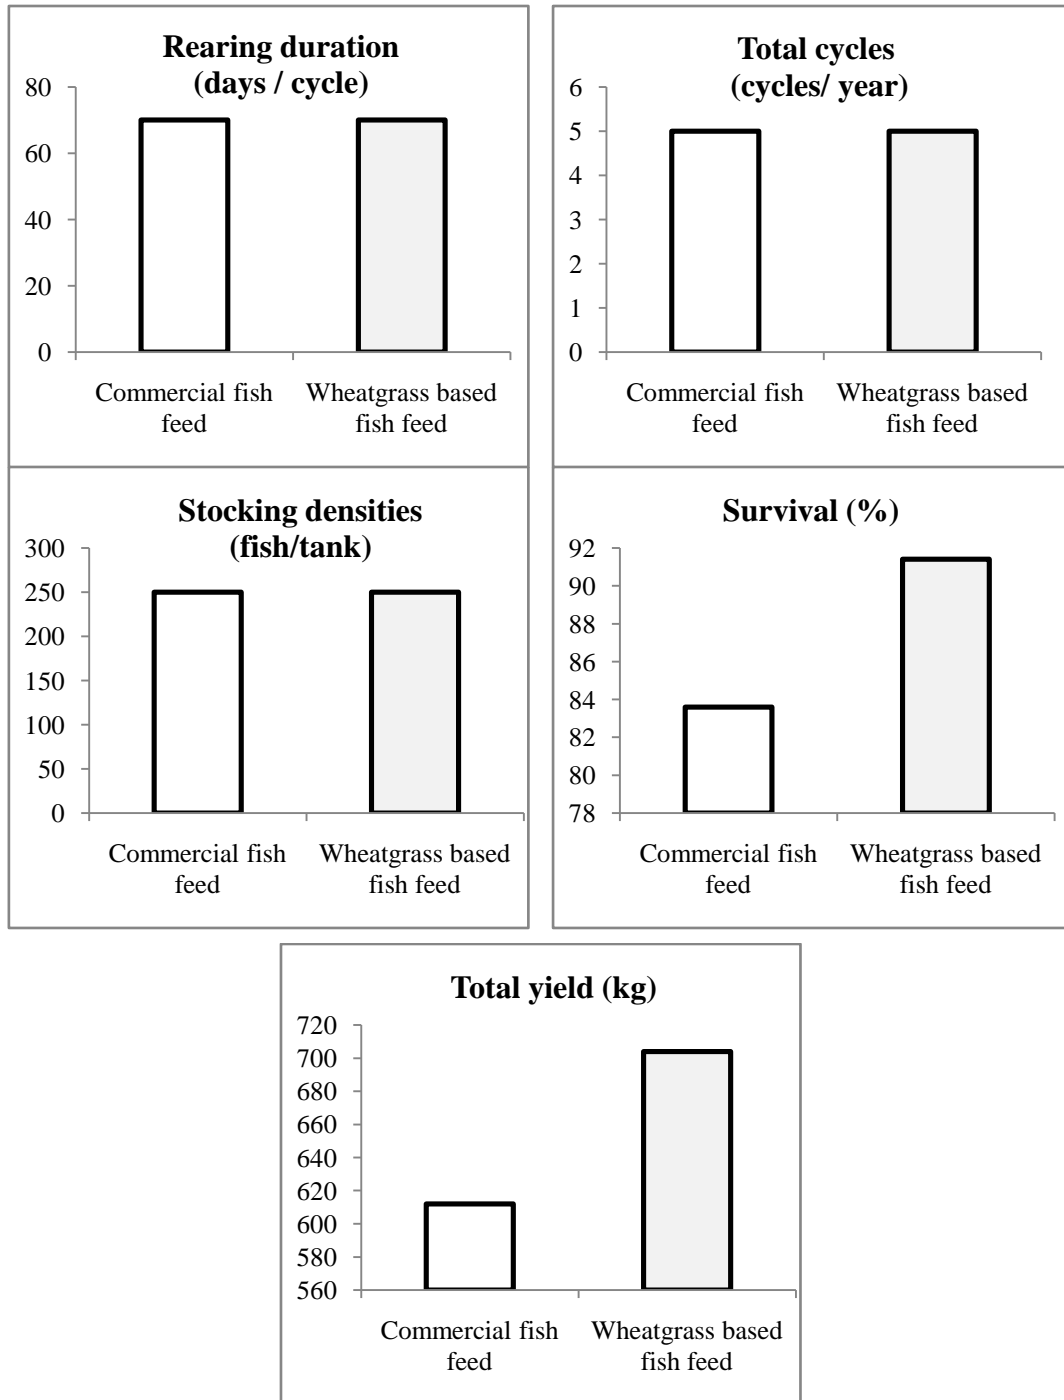 Rearing duration
(days / cycle)
80
60
40
20
0
Commercial fish
feed
Wheatgrass based
fish feed
Total cycles
(cycles/ year)
6
5
4
3
2
1
0
Commercial fish
feed
Wheatgrass based
fish feed
Stocking densities
(fish/tank)
300
250
200
150
100
50
0
Commercial fish
feed
Wheatgrass based
fish feed
Survival (%)
92
90
88
86
84
82
80
78
Commercial fish
feed
Wheatgrass based
fish feed
Total yield (kg)
720
700
680
660
640
620
600
580
560
Commercial fish
feed
Wheatgrass based
fish feed